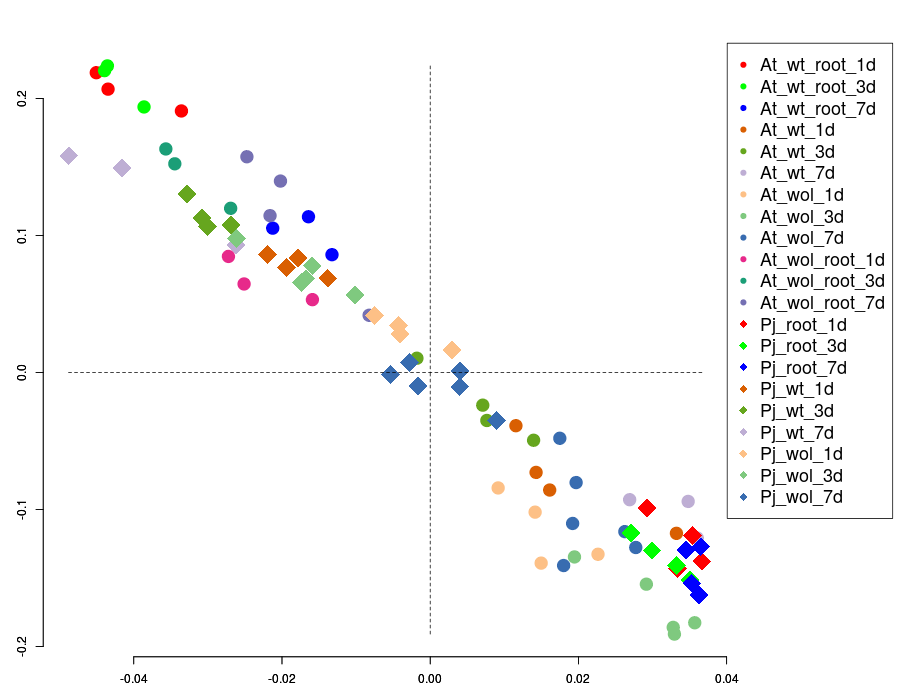 At_wt_root_1d
At_wt_root_3d
At_wt_root_7d
At_wt_1d
At_wt_3d
At_wt_7d
At_wol_1d
At_wol_3d
At_wol_7d
At_wol_root_1d
At_wol_root_3d
At_wol_root_7d
Pj_root_1d
Pj_root_3d
Pj_root_7d
Pj_wt_1d
Pj_wt_3d
Pj_wt_7d
Pj_wol_1d
Pj_wol_3d
Pj_wol_7d
0.2
0.1
0.0
-0.1
-0.2
-0.04 -0.02 0.00 0.02 0.04